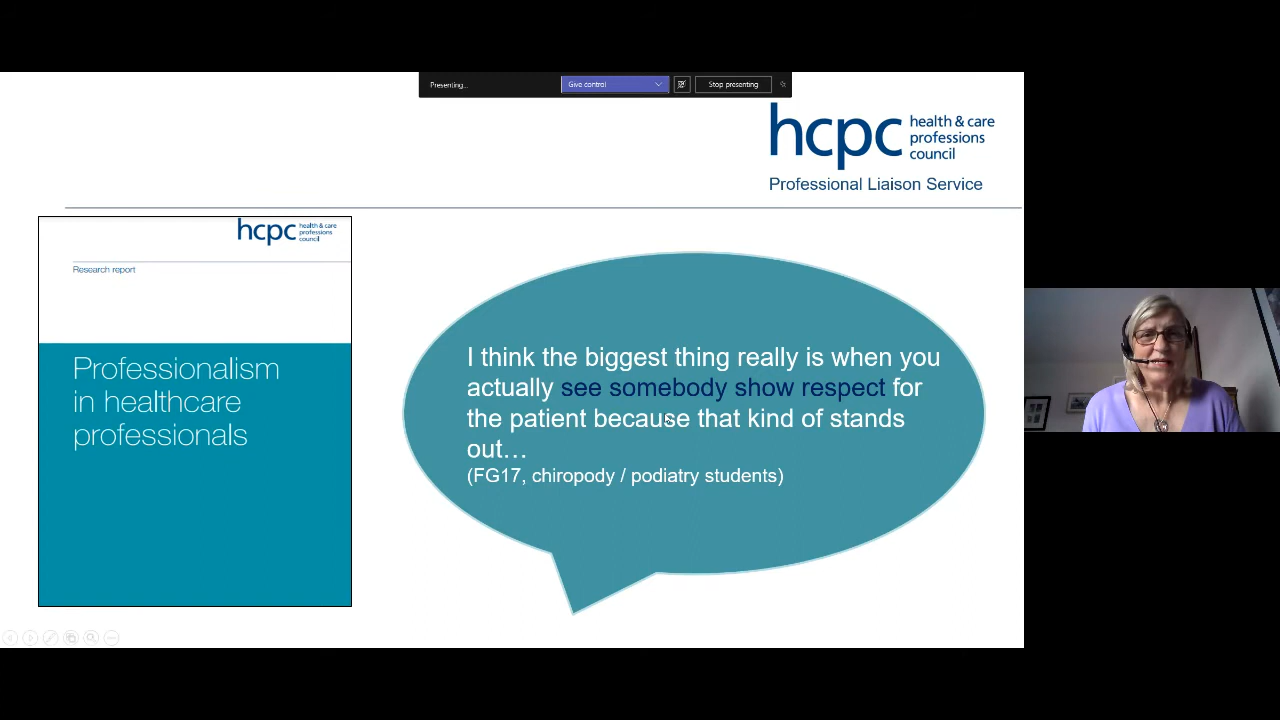 Presenting...
Give control
Stop presenting
hcpc health & care
professions
council
Professional Liaison Service
hcpc health & care
professions
council
Research report
Professionalism
in healthcare
professionals
I think the biggest thing really is when you
actually see somebody show respect for
the patient because that kind of stands
out…
(FG17, chiropody / podiatry students)